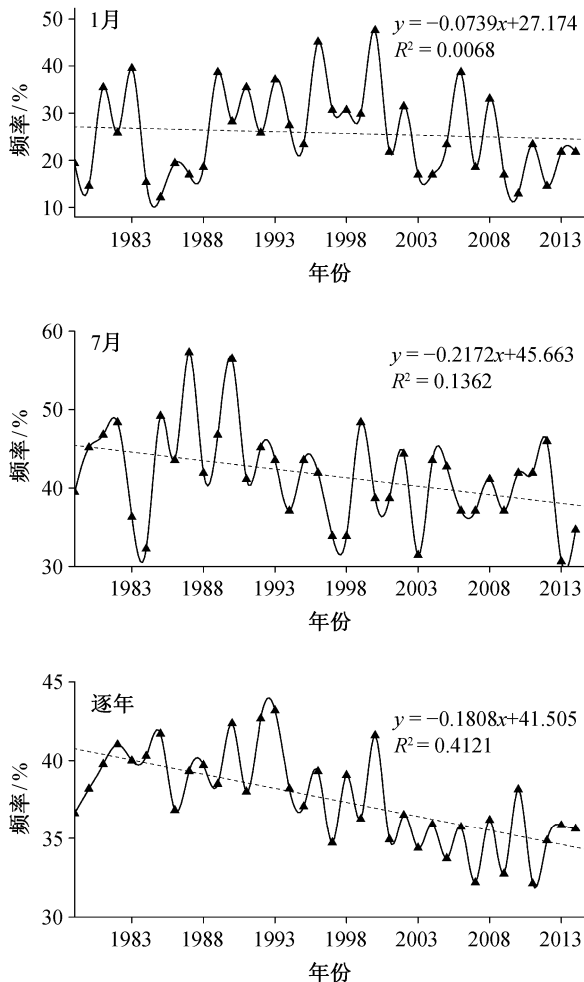 1月
y = −0.0739x+27.174
R² = 0.0068
50
40
30
20
10
频率/%
1983 1988 1993 1998 2003 2008 2013
年份
7月
y = −0.2172x+45.663
R² = 0.1362
60
50
40
30
频率/%
1983 1988 1993 1998 2003 2008 2013
年份
逐年
y = −0.1808x+41.505
R² = 0.4121
45
40
35
30
频率/%
1983 1988 1993 1998 2003 2008 2013
年份